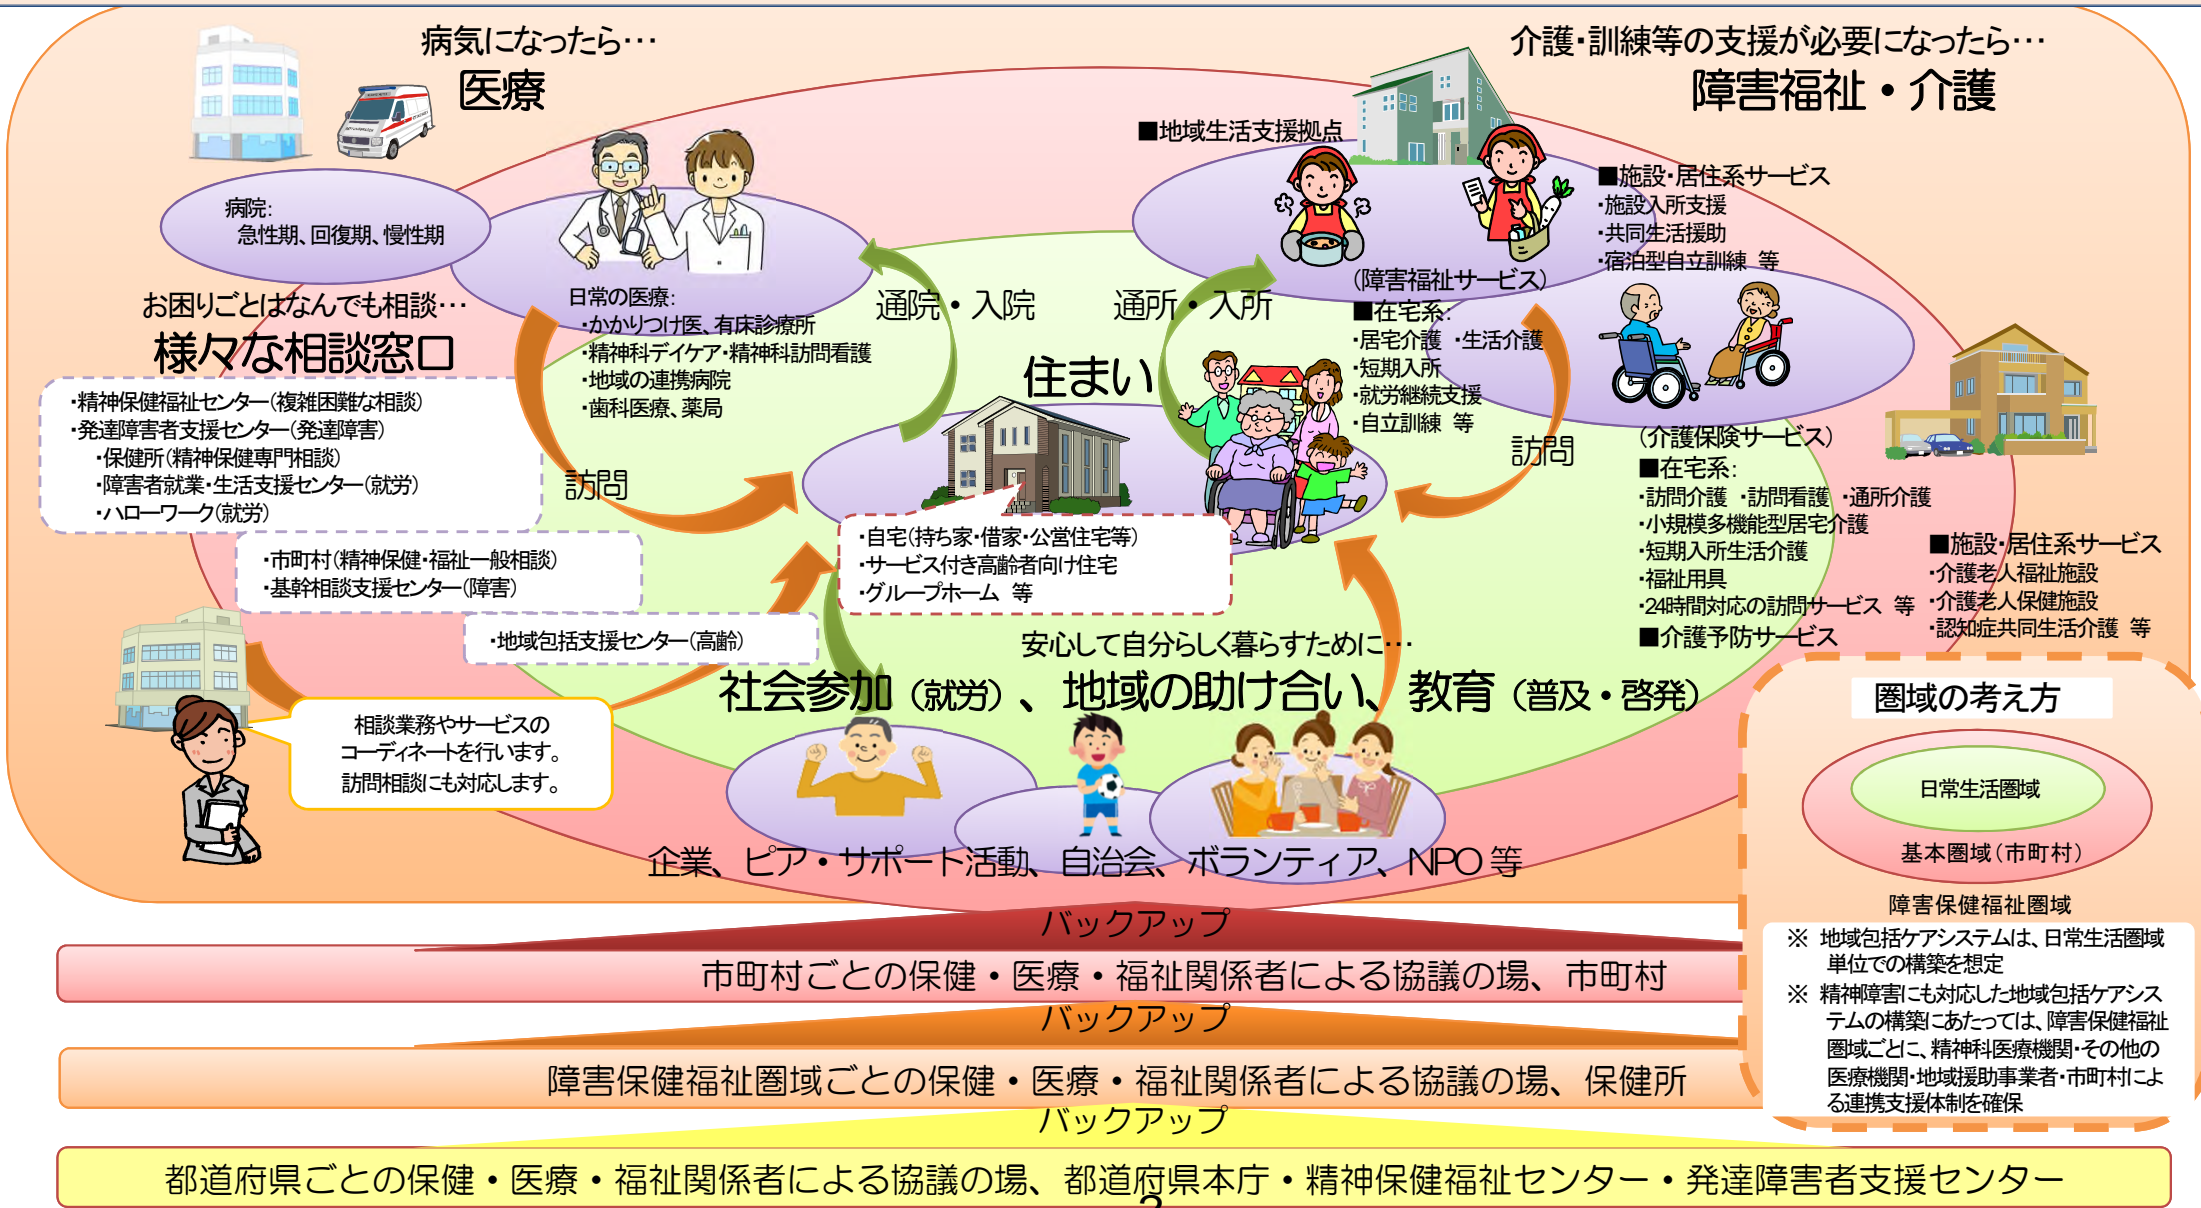 病気になったら…
医療
病院:
急性期、回復期、慢性期
日常の医療:
・かかりつけ医、有床診療所
・精神科デイケア・精神科訪問看護
・地域の連携病院
・歯科医療、薬局
介護・訓練等の支援が必要になったら…
障害福祉・介護
■地域生活支援拠点
■施設・居住系サービス
・施設入所支援
・共同生活援助
・宿泊型自立訓練 等
(障害福祉サービス)
■在宅系:
・居宅介護 ・生活介護
・短期入所
・就労継続支援
・自立訓練 等
(介護保険サービス)
■在宅系:
・訪問介護 ・訪問看護 ・通所介護
・小規模多機能型居宅介護
・短期入所生活介護
・福祉用具
・24時間対応の訪問サービス 等
■介護予防サービス
■施設・居住系サービス
・介護老人福祉施設
・介護老人保健施設
・認知症共同生活介護 等
お困りごとはなんでも相談…
様々な相談窓口
・精神保健福祉センター(複雑困難な相談)
・発達障害者支援センター(発達障害)
・保健所(精神保健専門相談)
・障害者就業・生活支援センター(就労)
・ハローワーク(就労)
・市町村(精神保健・福祉一般相談)
・基幹相談支援センター(障害)
・地域包括支援センター(高齢)
相談業務やサービスの
コーディネートを行います。
訪問相談にも対応します。
通院・入院
通所・入所
訪問
訪問
住まい
・自宅(持ち家・借家・公営住宅等)
・サービス付き高齢者向け住宅
・グループホーム 等
安心して自分らしく暮らすために…
社会参加(就労)、地域の助け合い、教育(普及・啓発)
企業、ピア・サポート活動、自治会、ボランティア、NPO 等
圏域の考え方
日常生活圏域
基本圏域(市町村)
障害保健福祉圏域
※ 地域包括ケアシステムは、日常生活圏域
単位での構築を想定
※ 精神障害にも対応した地域包括ケアシス
テムの構築にあたっては、障害保健福祉
圏域ごとに、精神科医療機関・その他の
医療機関・地域援助事業者・市町村によ
る連携支援体制を確保
バックアップ
市町村ごとの保健・医療・福祉関係者による協議の場、市町村
バックアップ
障害保健福祉圏域ごとの保健・医療・福祉関係者による協議の場、保健所
バックアップ
都道府県ごとの保健・医療・福祉関係者による協議の場、都道府県本庁・精神保健福祉センター・発達障害者支援センター